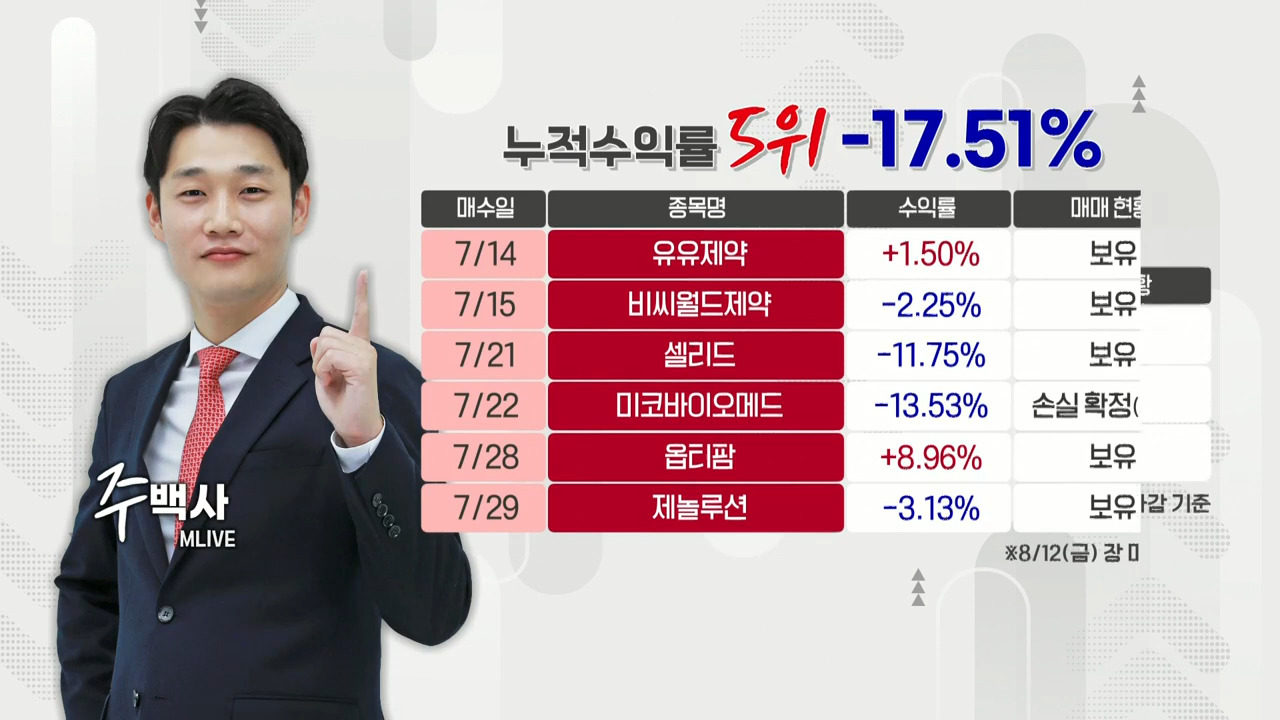 누적수익률 5위 -17.51%
매수일 종목명 수익률 매매 현황
7/14 유유제약 +1.50% 보유
7/15 비씨월드제약 -2.25% 보유
7/21 셀리드 -11.75% 보유
7/22 미코바이오메드 -13.53% 손실 확정(
7/28 옵티팜 +8.96% 보유
7/29 제놀루션 -3.13% 보유
감 기준
※8/12(금) 장
주백사
MLIVE